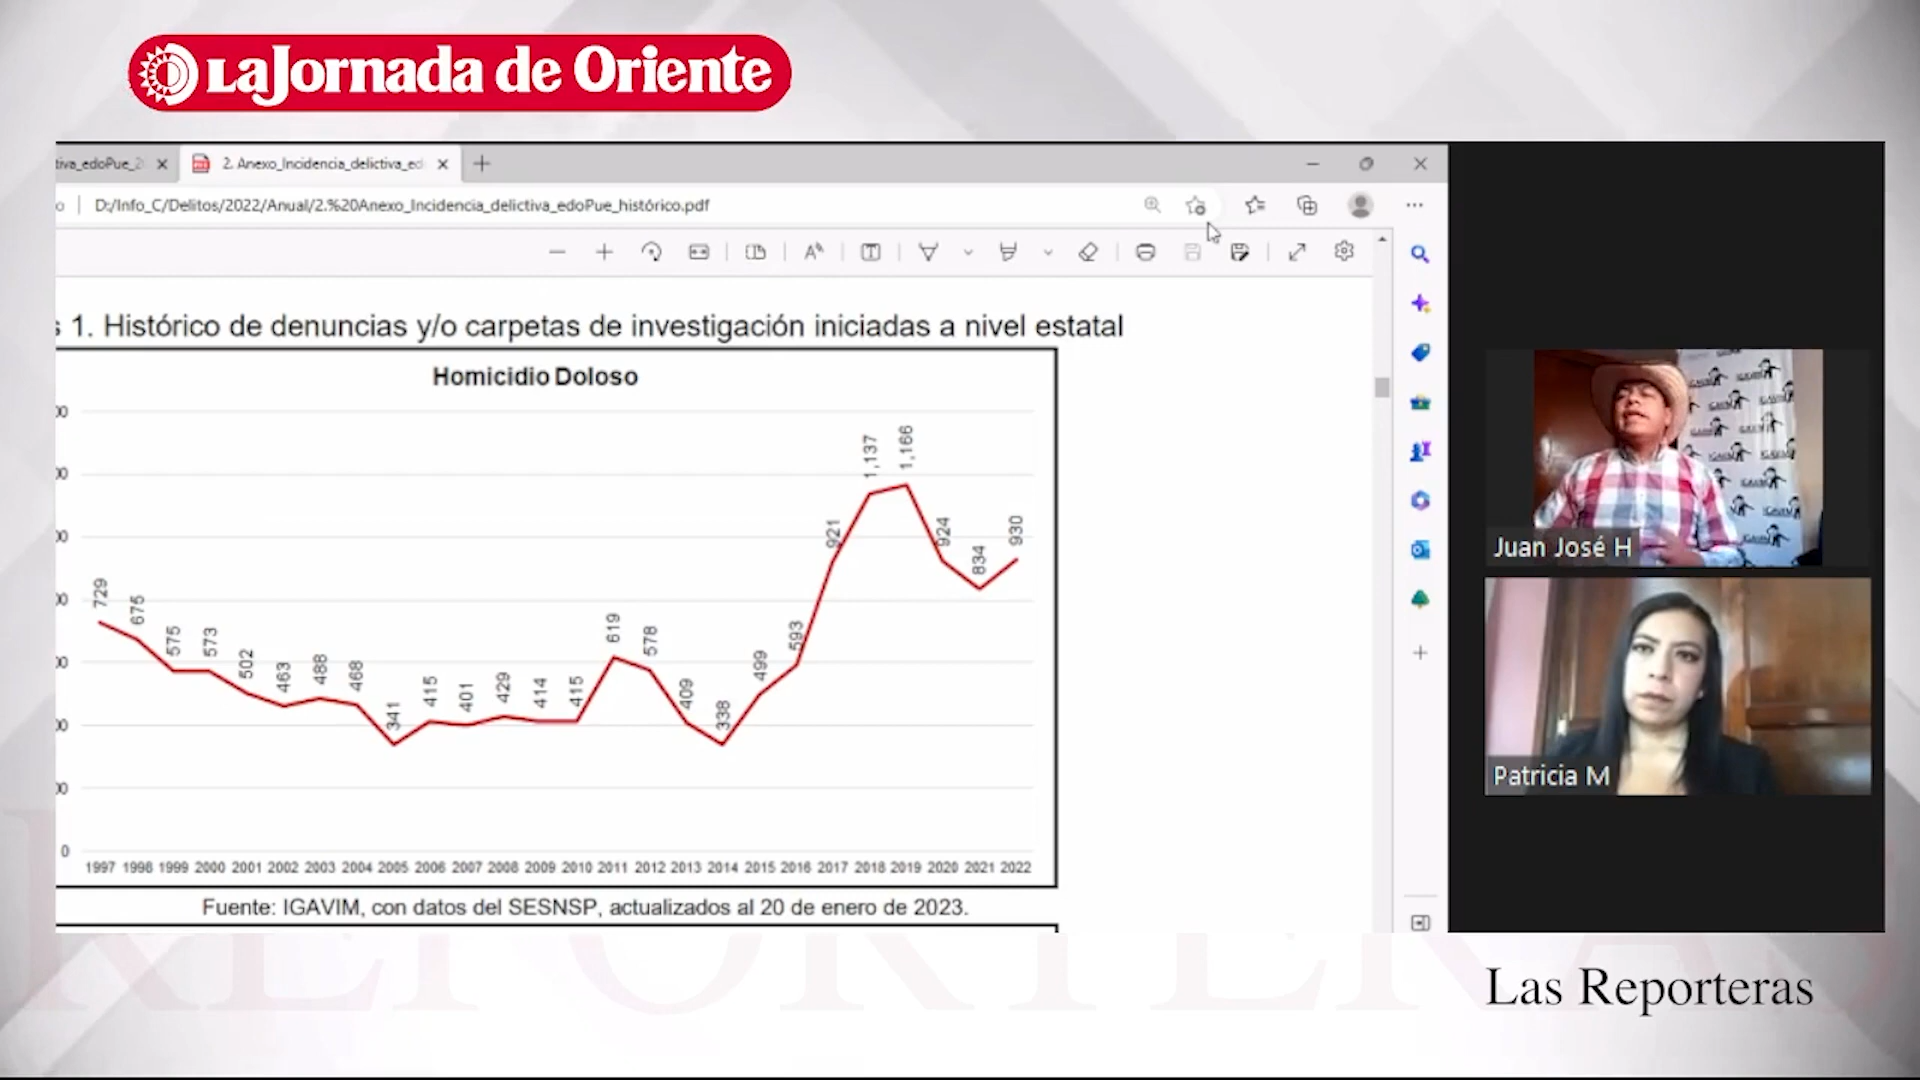 LaJornada de Oriente
2. Anexo_Incidencia_delictiva_ed
D:/Info_C/Delitos/2022/Anual/2.%20Anexo_Incidencia_delictiva_edoPue_histórico.pdf
1. Histórico de denuncias y/o carpetas de investigación iniciadas a nivel estatal
Homicidio Doloso
729 675 575 573 502 463 488 468 341 415 401 429 414 415 619 578 409 338 499 593 921 1,137 1,166 924 834 930
0
1997 1998 1999 2000 2001 2002 2003 2004 2005 2006 2007 2008 2009 2010 2011 2012 2013 2014 2015 2016 2017 2018 2019 2020 2021 2022
Fuente: IGAVIM, con datos del SESNSP, actualizados al 20 de enero de 2023.
Juan José H
Patricia M
Las Reporteras